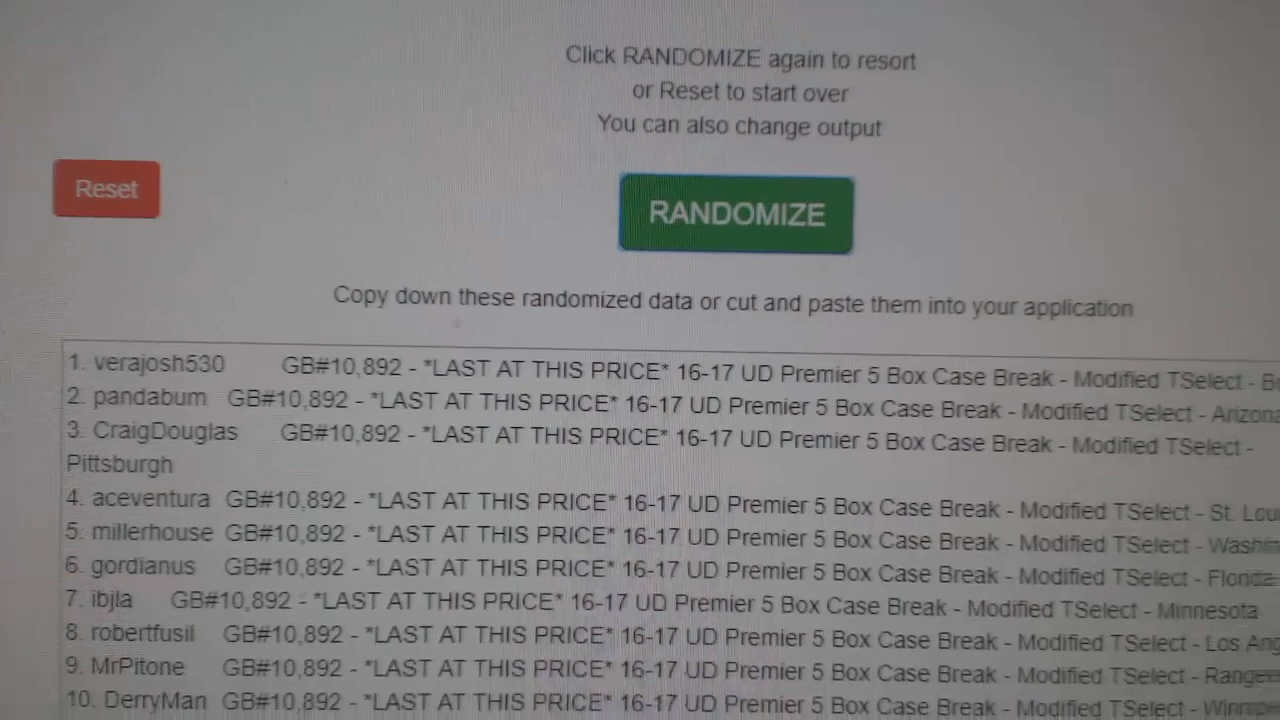 Click RANDOMIZE again to resort
or Reset to start over
You can also change output
Reset
RANDOMIZE
Copy down these randomized data or cut and paste them into your application
1. verajosh530 GB#10,892 - *LAST AT THIS PRICE* 16-17 UD Premier 5 Box Case Break - Modified TSelect -
2. pandabum GB#10,892 - *LAST AT THIS PRICE* 16-17 UD Premier 5 Box Case Break - Modified TSelect - Arizona
3. CraigDouglas GB#10,892 - *LAST AT THIS PRICE* 16-17 UD Premier 5 Box Case Break - Modified TSelect -
Pittsburgh
4. aceventura GB#10,892 - *LAST AT THIS PRICE* 16-17 UD Premier 5 Box Case Break - Modified TSelect - St. Lou
5. millerhouse GB#10,892 - *LAST AT THIS PRICE* 16-17 UD Premier 5 Box Case Break - Modified TSelect -
6. gordianus GB#10,892 - *LAST AT THIS PRICE* 16-17 UD Premier 5 Box Case Break - Modified TSelect - Florida
7. ibjla GB#10,892 - *LAST AT THIS PRICE* 16-17 UD Premier 5 Box Case Break - Modified TSelect - Minnesota
8. robertfusil GB#10,892 - *LAST AT THIS PRICE* 16-17 UD Premier 5 Box Case Break - Modified TSelect - Los Ang
9. MrPitone GB#10,892 - *LAST AT THIS PRICE* 16-17 UD Premier 5 Box Case Break - Modified TSelect -
10. DerryMan GB#10,892 - *LAST AT THIS PRICE* 16-17 UD Premier 5 Box Case Break - Modified TSelect -